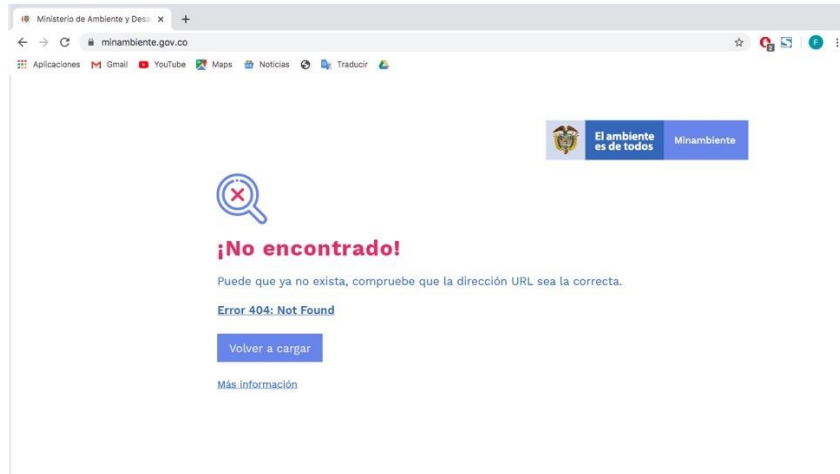 Ministerio de Ambiente y Desa
minambiente.gov.co
2
F
Aplicaciones Gmail YouTube Maps Noticias Traducir
El ambiente
es de todos
Minambiente
¡No encontrado!
Puede que ya no exista, compruebe que la dirección URL sea la correcta.
Error 404: Not Found
Volver a cargar
Más información